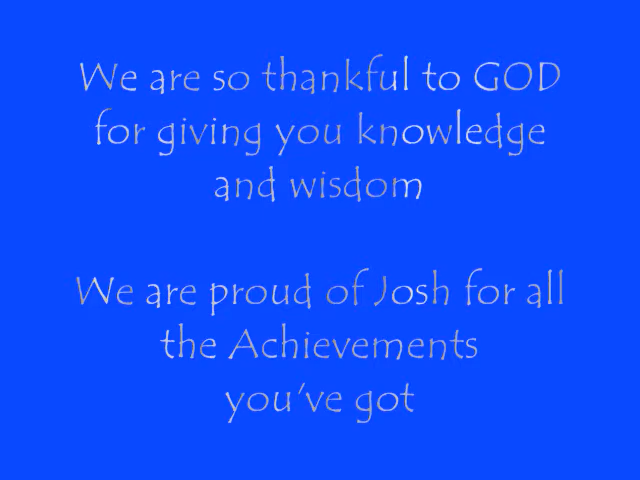 We are so thankful to GOD
for giving you knowledge
and wisdom
We are proud of Josh for all
the Achievements
you've got